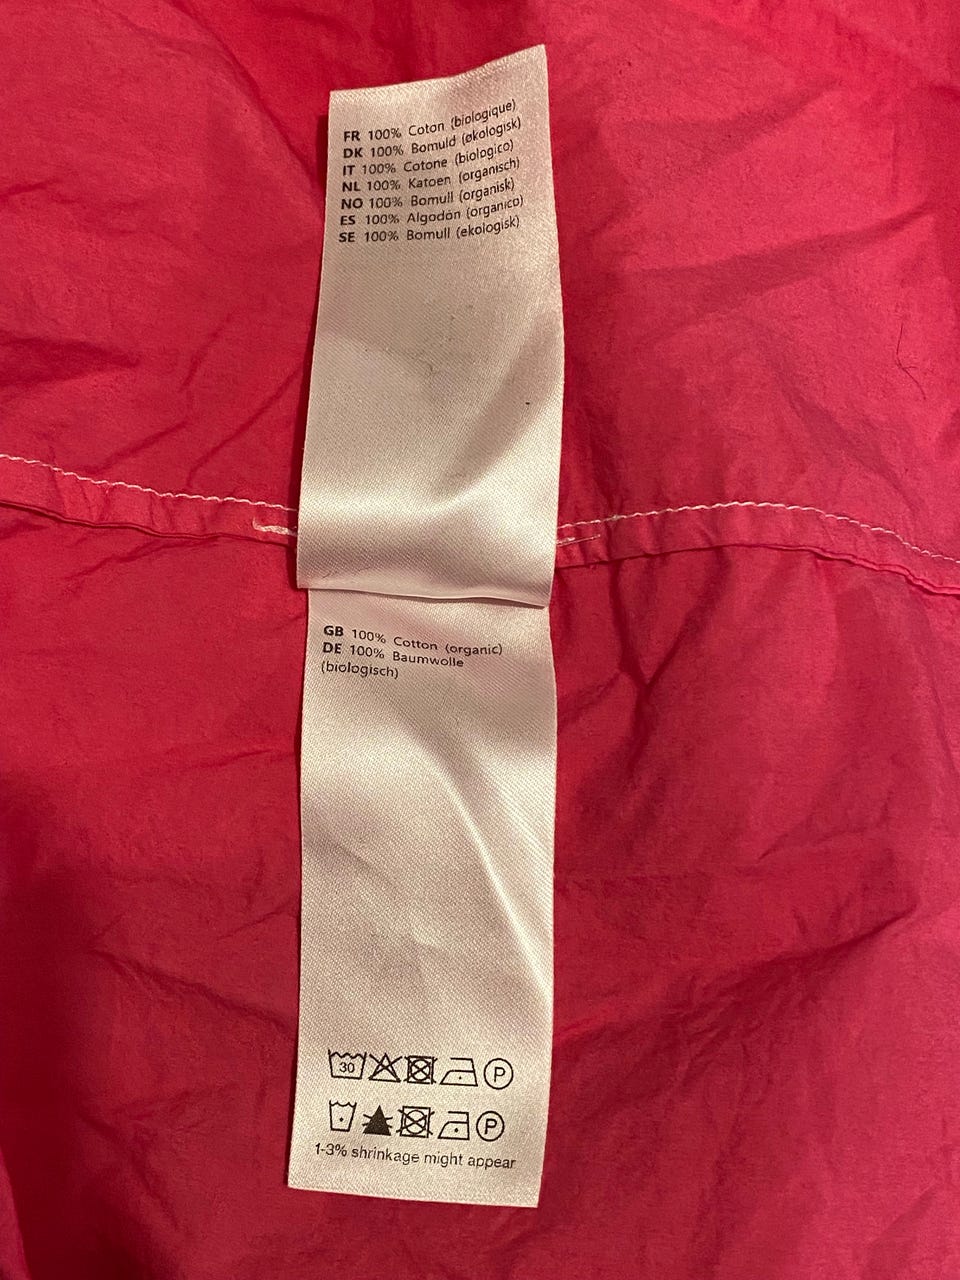 FR 100% Coton (biologique)
DK 100% Bomuld (økologisk)
IT 100% Cotone (biologico)
NL 100% Katoen (organisch)
NO 100% Bomull (organisk)
ES 100% Algodón (organico)
SE 100% Bomull (ekologisk)
GB 100% Cotton (organic)
DE 100% Baumwolle
(biologisch)
30 P
P
1-3% shrinkage might appear